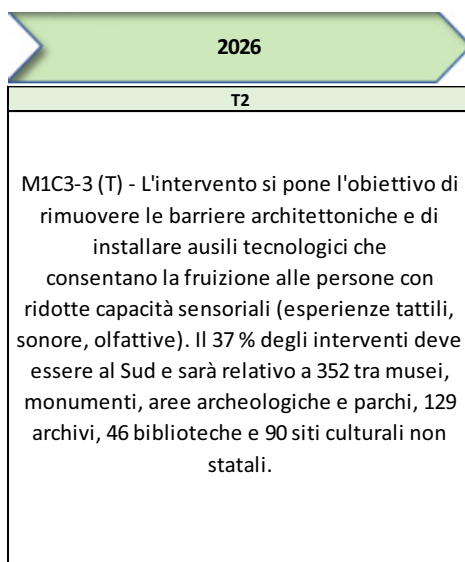 2026
T2
M1C3-3 (T) - L'intervento si pone l'obiettivo di
rimuovere le barriere architettoniche e di
installare ausili tecnologici che
consentano la fruizione alle persone con
ridotte capacità sensoriali (esperienze tattili,
sonore, olfattive). Il 37 % degli interventi deve
essere al Sud e sarà relativo a 352 tra musei,
monumenti, aree archeologiche e parchi, 129
archivi, 46 biblioteche e 90 siti culturali non
statali.